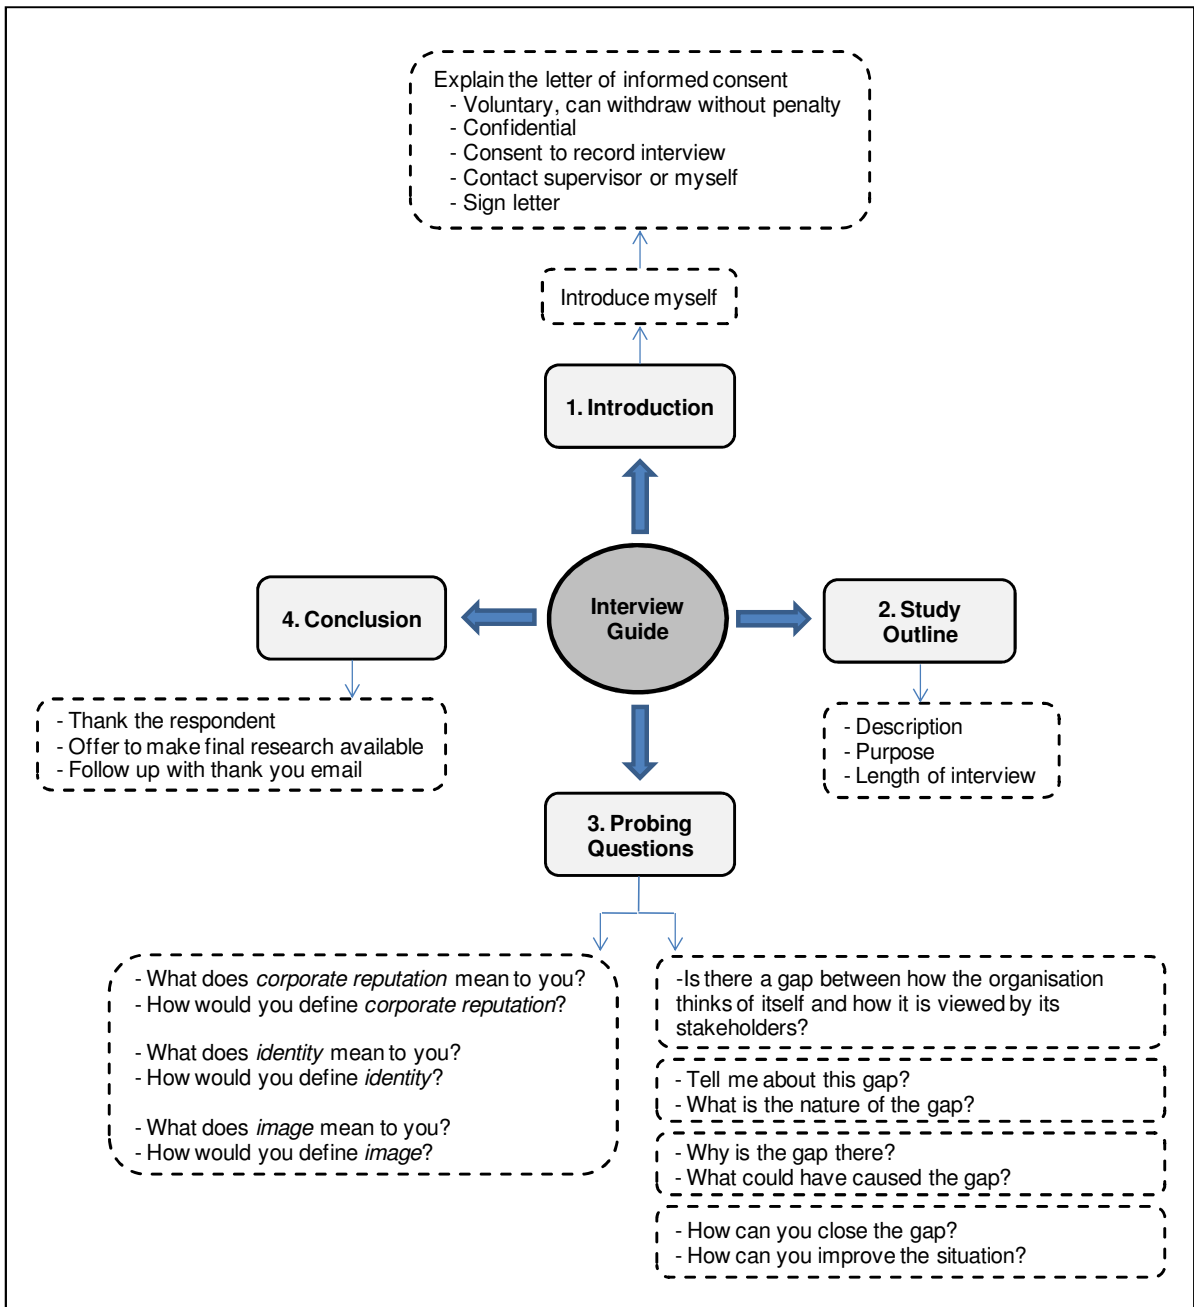 Explain the letter of informed consent
- Voluntary, can withdraw without penalty
- Confidential
- Consent to record interview
- Contact supervisor or myself
- Sign letter
Introduce myself
1. Introduction
Interview
Guide
2. Study
Outline
- Description
- Purpose
- Length of interview
3. Probing
Questions
- What does corporate reputation mean to you?
- How would you define corporate reputation?
- What does identity mean to you?
- How would you define identity?
- What does image mean to you?
- How would you define image?
-Is there a gap between how the organisation
thinks of itself and how it is viewed by its
stakeholders?
- Tell me about this gap?
- What is the nature of the gap?
- Why is the gap there?
- What could have caused the gap?
- How can you close the gap?
- How can you improve the situation?
4. Conclusion
- Thank the respondent
- Offer to make final research available
- Follow up with thank you email